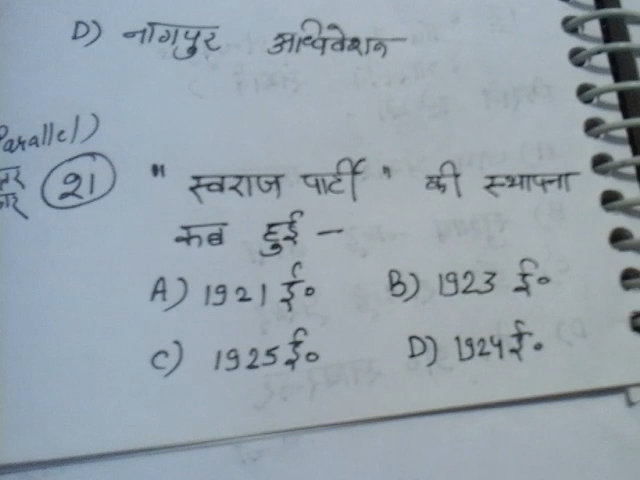 D) नागपुर अधिवेशन
Parallel)
21 " स्वराज पार्टी " की स्थापना
कब हुई -
A) 1921 ई० B) 1923 ई०
C) 1925 ई० D) 1924 ई०